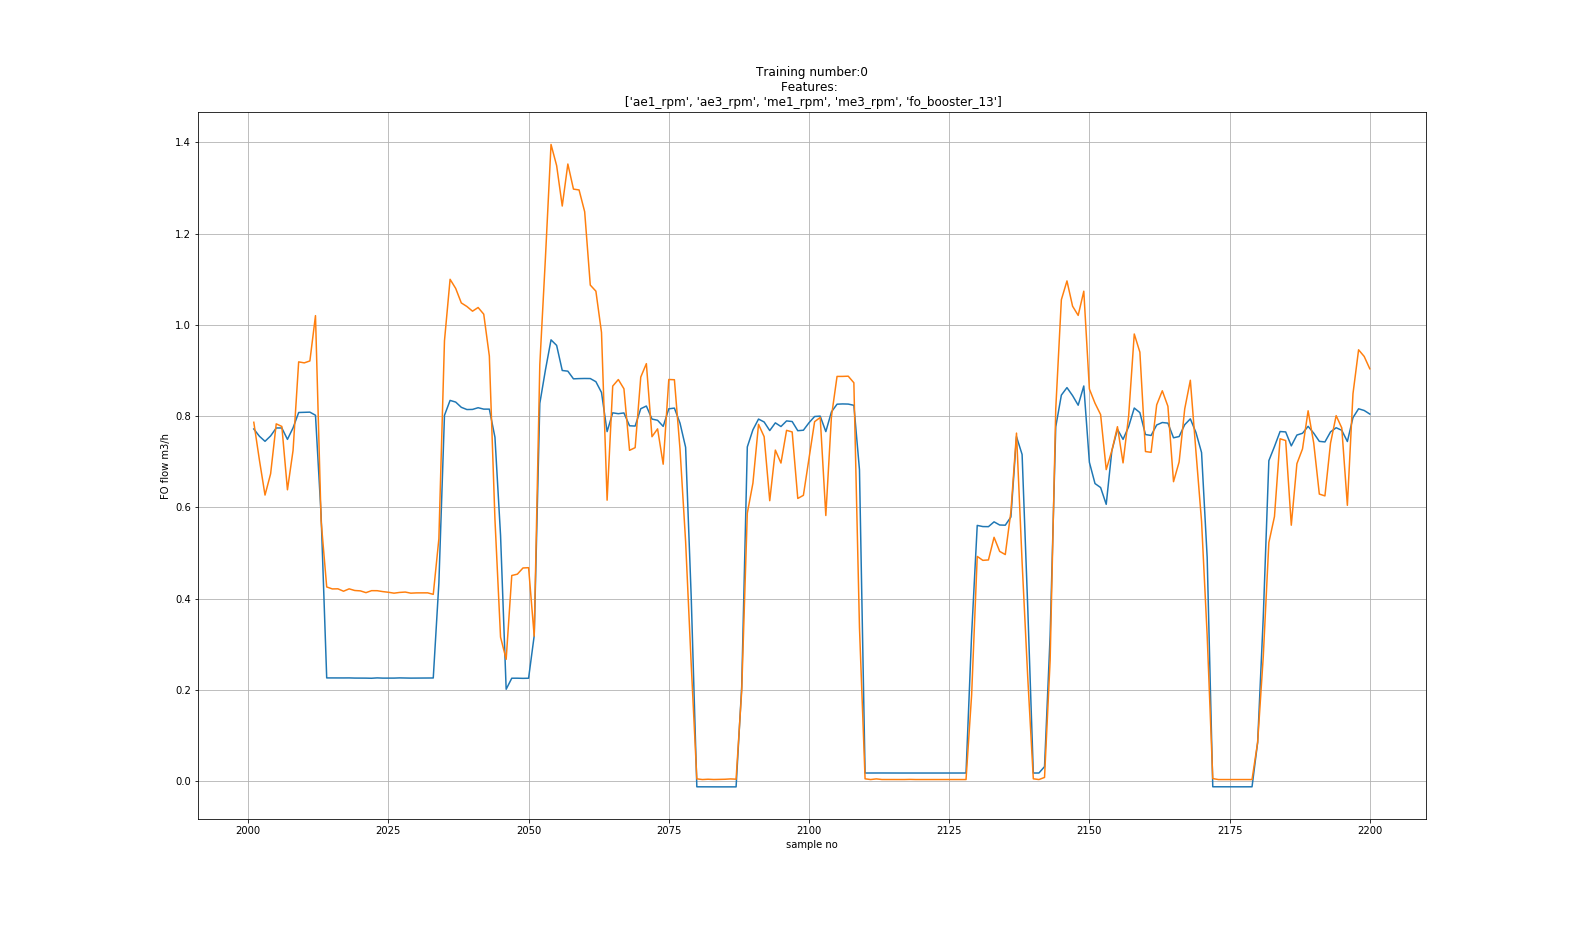 Training number:0
Features:
['ae1_rpm', 'ae3_rpm', 'me1_rpm', 'me3_rpm', 'fo_booster_13']
1.4
1.2
1.0
0.8
0.6
0.4
0.2
0.0
FO flow m3/h
2000 2025 2050 2075 2100 2125 2150 2175 2200
sample no